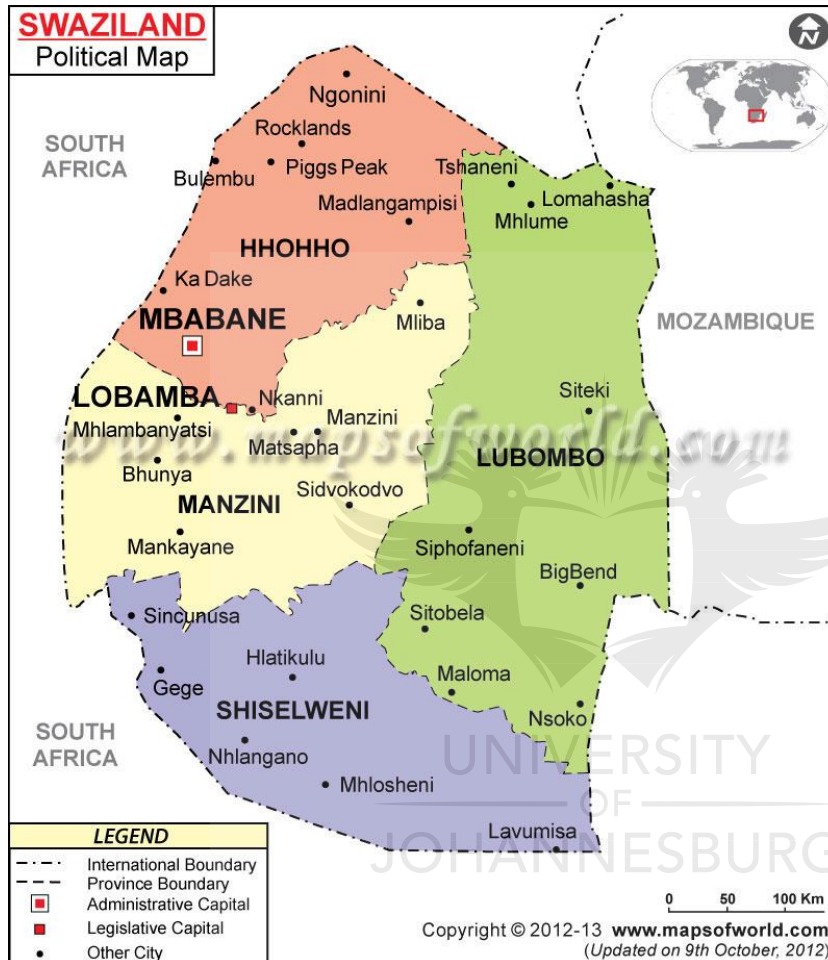 SWAZILAND
Political Map
N
Ngonini
SOUTH
AFRICA
Rocklands
Bulembu
Piggs Peak
Tshaneni
Lomahasha
Madlangampisi
Mhlume
HHOHHO
Ka Dake
MBABANE
Mliba
MOZAMBIQUE
LOBAMBA
Nkanni
Siteki
Mhlambanyatsi
Manzini
www.mapsofworld.com
Matsapha
Bhunya
LUBOMBO
MANZINI
Sidvokodvo
Mankayane
Siphofaneni
BigBend
Sincunusa
Sitobela
Hlatikulu
Gege
Maloma
SHISELWENI
Nsoko
SOUTH
AFRICA
Nhlangano
Mhlosheni
UNIVERSITY
OF
JOHANNESBURG
Lavumisa
LEGEND
International Boundary
Province Boundary
Administrative Capital
Legislative Capital
Other City
0 50 100 Km
Copyright © 2012-13 www.mapsofworld.com
(Updated on 9th October, 2012)